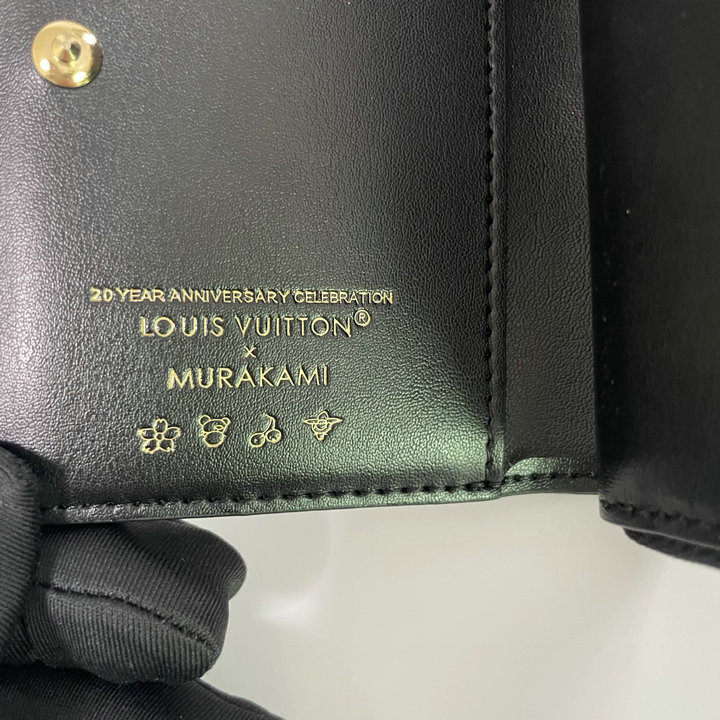 20 YEAR ANNIVERSARY CELEBRATION
LOUIS VUITTON®
×
MURAKAMI